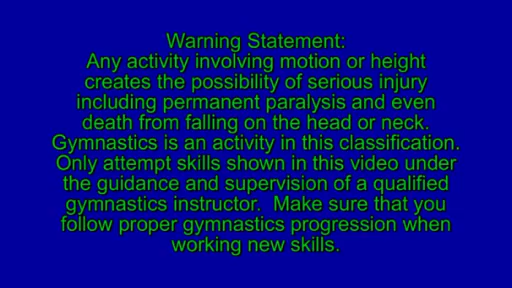 Warning Statement:
Any activity involving motion or height
creates the possibility of serious injury
including permanent paralysis and even
death from falling on the head or neck.
Gymnastics is an activity in this classification.
Only attempt skills shown in this video under
the guidance and supervision of a qualified
gymnastics instructor.  Make sure that you
follow proper gymnastics progression when
working new skills.